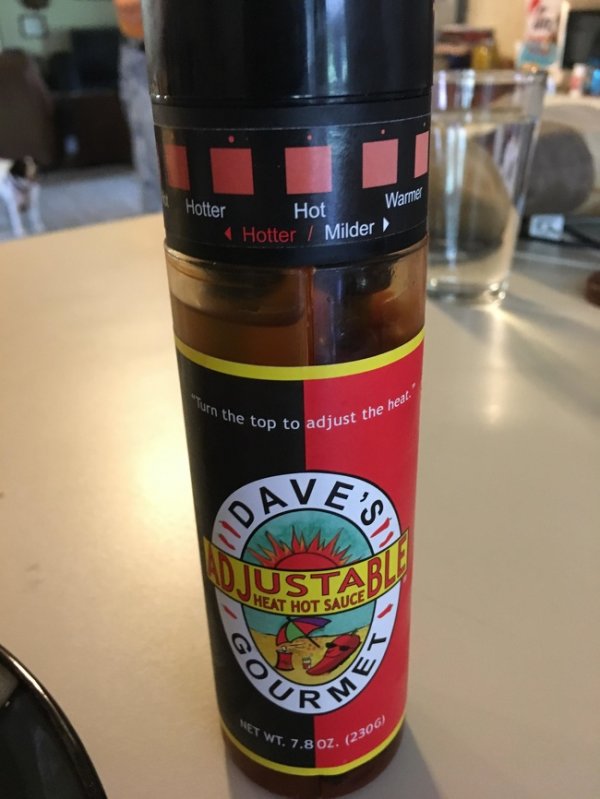 Hotter Hot Warmer
Hotter / Milder
"Turn the top to adjust the heat."
DAVE'S
ADJUSTABLE
HEAT HOT SAUCE
GOURMET
NET WT. 7.8 OZ. (230G)